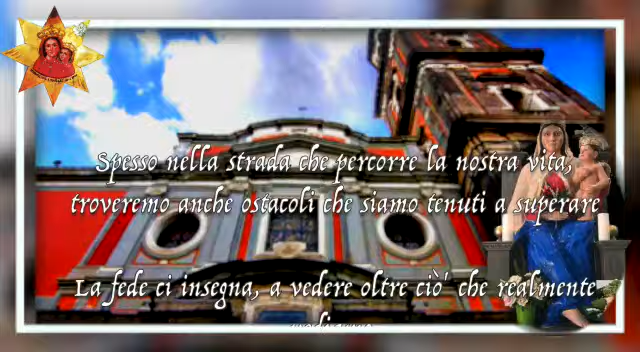 Spesso nella strada che percorre la nostra vita,
troveremo anche ostacoli che siamo tenuti a superare
La fede ci insegna, a vedere oltre ciò' che realmente